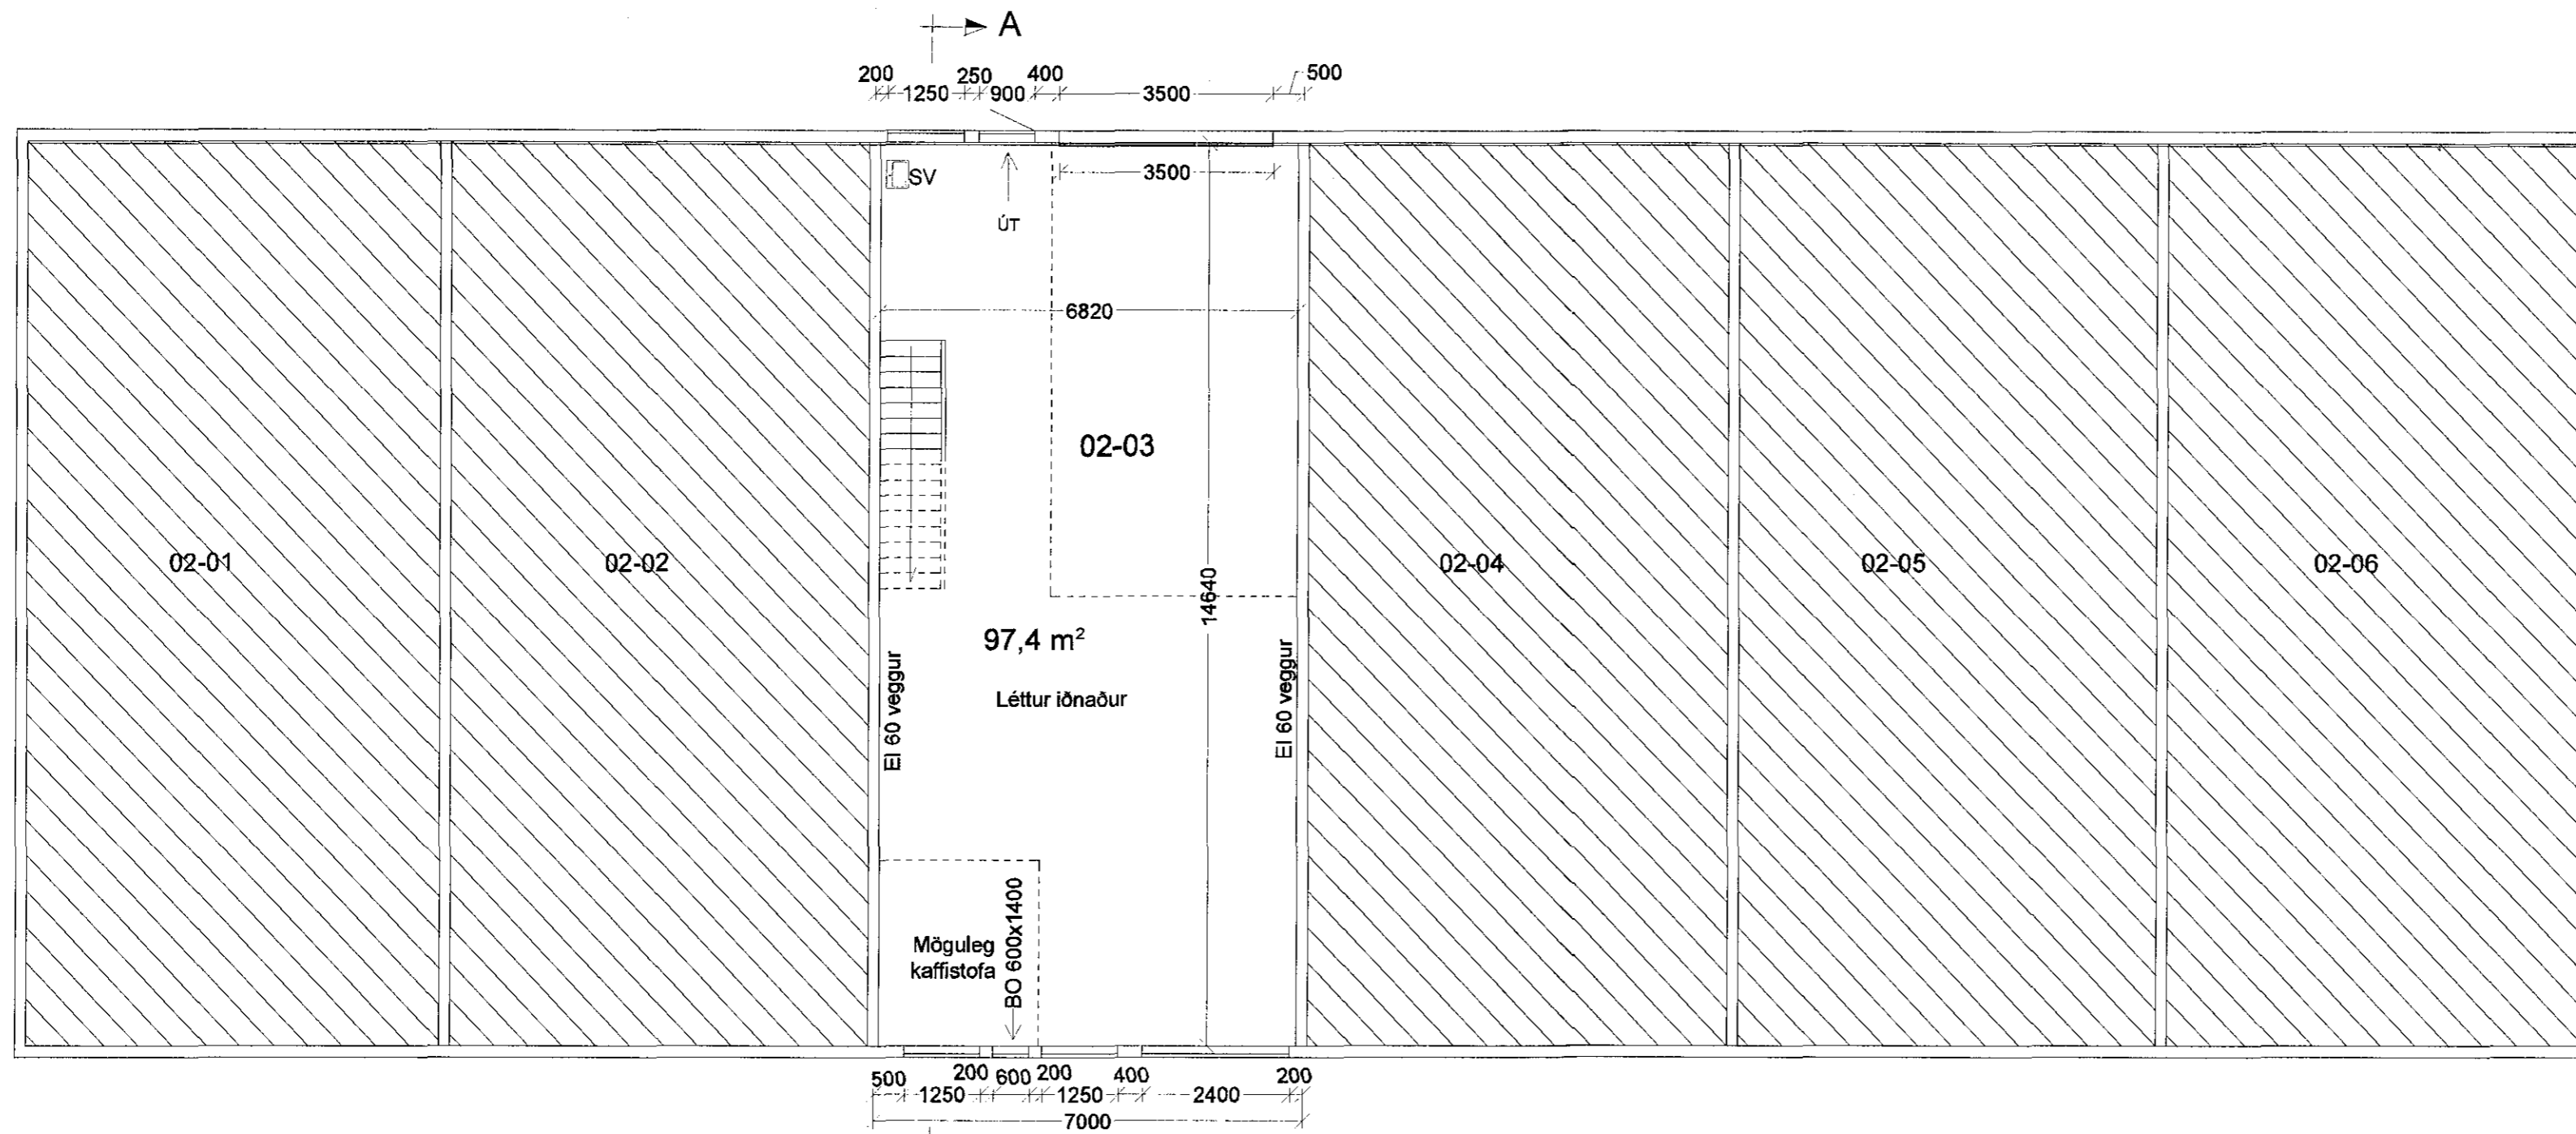 A
200 250 400 500
1250 900 3500
SV
3500
ÚT
6820
02-03
02-01
02-02
02-04
02-05
02-06
14640
97,4 m²
EI 60 veggur
EI 60 veggur
Léttur iðnaður
Möguleg
kaffistofa
BO 600x1400
500 200 600 200 400 200
1250 1250 2400
7000